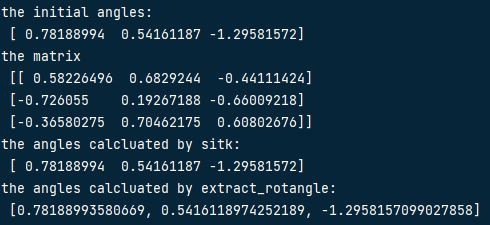 the initial angles:
[ 0.78188994  0.54161187 -1.29581572]
the matrix
[[ 0.58226496  0.6829244  -0.44111424]
[-0.726055    0.19267188 -0.66009218]
[-0.36580275  0.70462175  0.60802676]]
the angles calcluated by sitk:
[ 0.78188994  0.54161187 -1.29581572]
the angles calcluated by extract_rotangle:
[0.78188993580669, 0.5416118974252189, -1.2958157099027858]